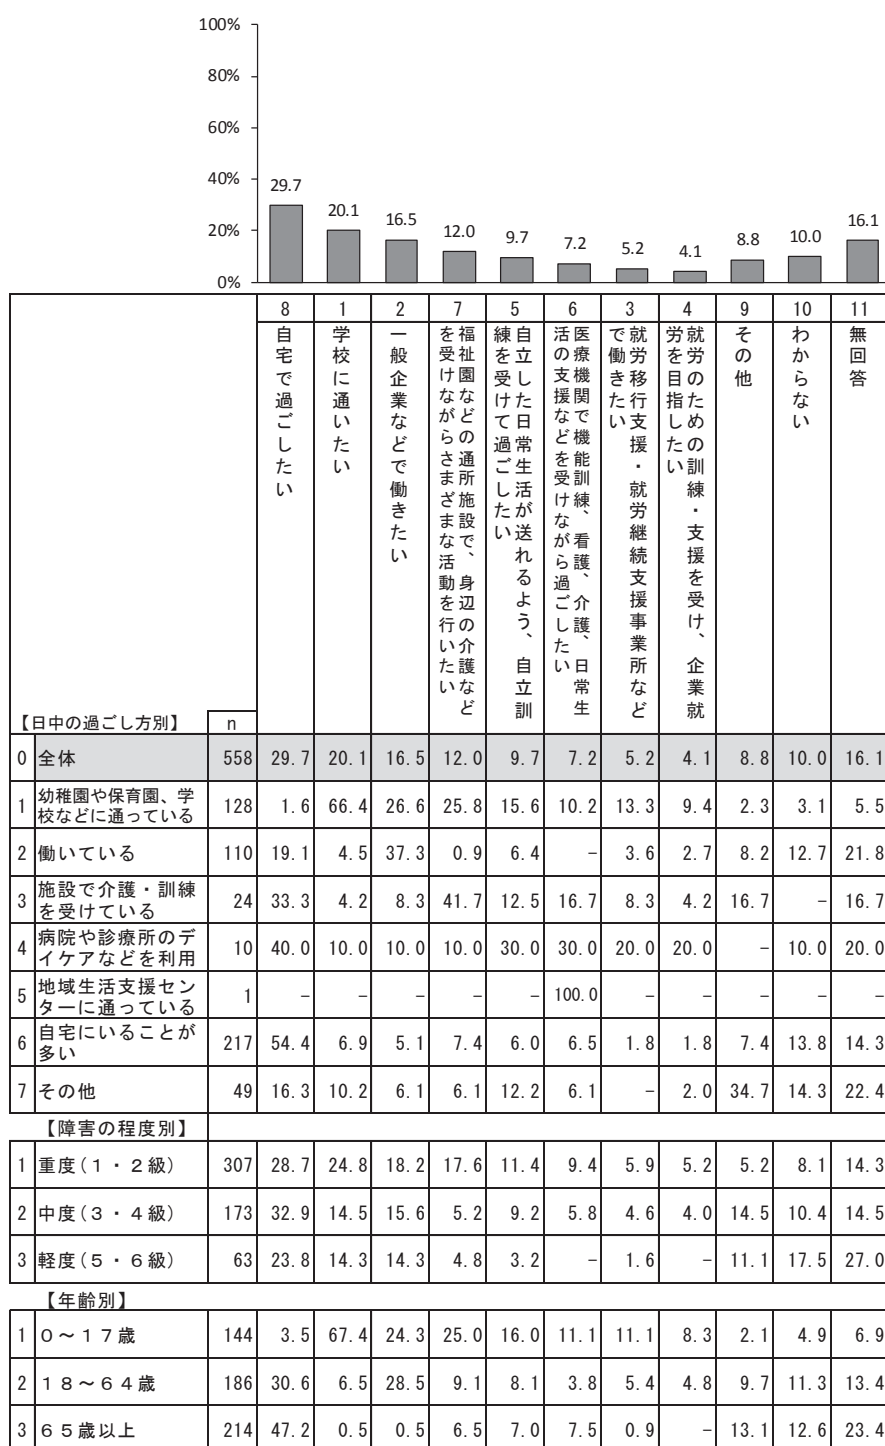 100%
80%
60%
40%
20%
0%
29.7
20.1
16.5
12.0
9.7
7.2
5.2
4.1
8.8
10.0
16.1
8 1 2 7 5 6 3 4 9 10 11
自宅で過ごしたい
学校に通いたい
一般企業などで働きたい
福祉園などの通所施設で、身辺の介護など
を受けながらさまざまな活動を行いたい
自立した日常生活が送れるよう、自立訓
練を受けて過ごしたい
医療機関で機能訓練、看護、介護、日常生
活の支援などを受けながら過ごしたい
就労移行支援・就労継続支援事業所など
で働きたい
就労のための訓練・支援を受け、企業就
労を目指したい
その他
わからない
無回答
【日中の過ごし方別】 n
0 全体 558 29.7 20.1 16.5 12.0 9.7 7.2 5.2 4.1 8.8 10.0 16.1
1 幼稚園や保育園、学
校などに通っている 128 1.6 66.4 26.6 25.8 15.6 10.2 13.3 9.4 2.3 3.1 5.5
2 働いている 110 19.1 4.5 37.3 0.9 6.4 − 3.6 2.7 8.2 12.7 21.8
3 施設で介護・訓練
を受けている 24 33.3 4.2 8.3 41.7 12.5 16.7 8.3 4.2 16.7 − 16.7
4 病院や診療所のデ
イケアなどを利用 10 40.0 10.0 10.0 10.0 30.0 30.0 20.0 20.0 − 10.0 20.0
5 地域生活支援セン
ターに通っている 1 − − − − − 100.0 − − − − −
6 自宅にいることが
多い 217 54.4 6.9 5.1 7.4 6.0 6.5 1.8 1.8 7.4 13.8 14.3
7 その他 49 16.3 10.2 6.1 6.1 12.2 6.1 − 2.0 34.7 14.3 22.4
【障害の程度別】
1 重度(1・2級) 307 28.7 24.8 18.2 17.6 11.4 9.4 5.9 5.2 5.2 8.1 14.3
2 中度(3・4級) 173 32.9 14.5 15.6 5.2 9.2 5.8 4.6 4.0 14.5 10.4 14.5
3 軽度(5・6級) 63 23.8 14.3 14.3 4.8 3.2 − 1.6 − 11.1 17.5 27.0
【年齢別】
1 0~17歳 144 3.5 67.4 24.3 25.0 16.0 11.1 11.1 8.3 2.1 4.9 6.9
2 18~64歳 186 30.6 6.5 28.5 9.1 8.1 3.8 5.4 4.8 9.7 11.3 13.4
3 65歳以上 214 47.2 0.5 0.5 6.5 7.0 7.5 0.9 − 13.1 12.6 23.4